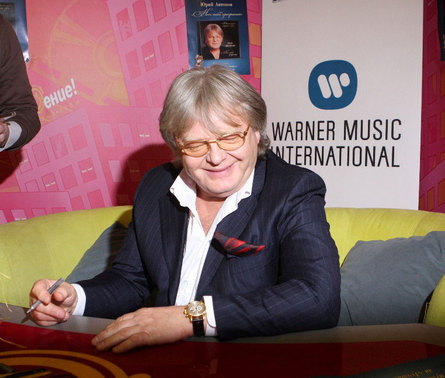 Юрий Антонов
ение!
WARNER MUSIC
INTERNATIONAL